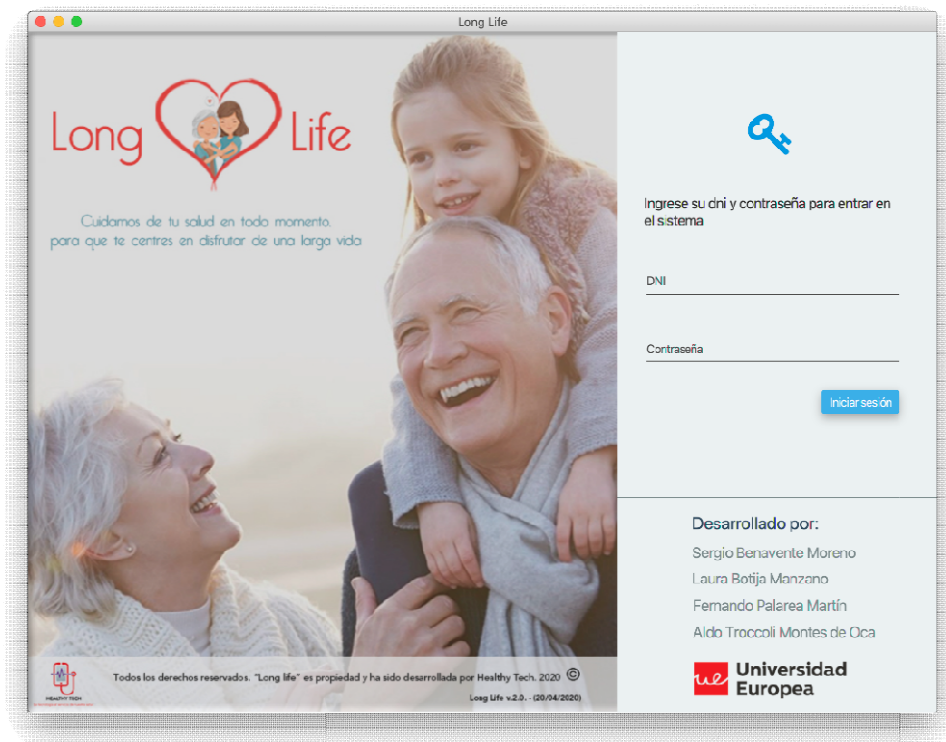 Long Life
Long Life
Cuidamos de tu salud en todo momento,
para que te centres en disfrutar de una larga vida
Ingrese su dni y contraseña para entrar en
el sistema
DNI
Contraseña
Iniciar sesión
Desarrollado por:
Sergio Benavente Moreno
Laura Botija Manzano
Fernando Palarea Martín
Aldo Troccoli Montes de Oca
ue Universidad
Europea
HEALTHY TECH
Todos los derechos reservados. "Long life" es propiedad y ha sido desarrollada por Healthy Tech. 2020 ©
Long Life v.2.0. - (20/04/2020)